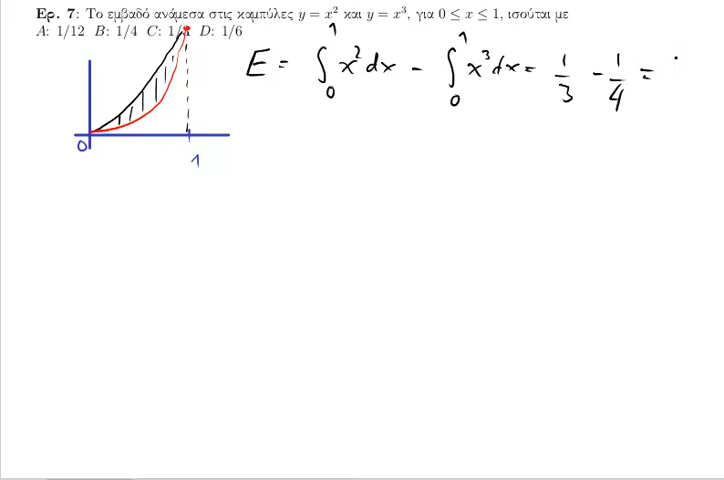 Ερ. 7: Το εμβαδό ανάμεσα στις καμπύλες y = x² και y = x³, για 0 ≤ x ≤ 1, ισούται με
A: 1/12 B: 1/4 C: D: 1/6
E = ∫₀¹ x² dx - ∫₀¹ x³ dx = 1/3 - 1/4 =
0
1